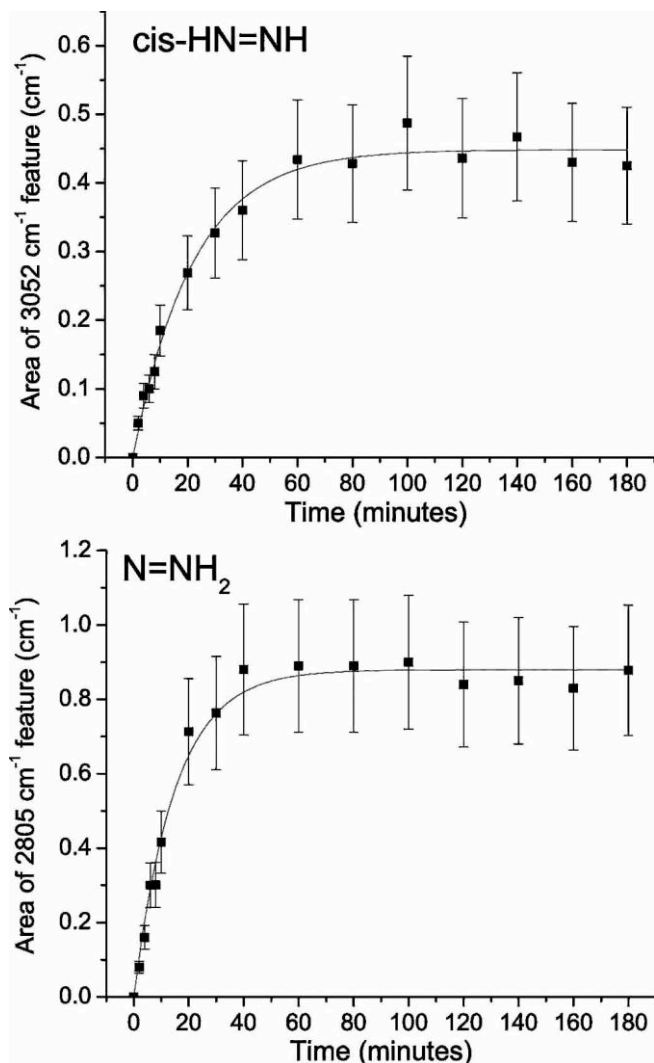 cis-HN=NH
Area of 3052 cm⁻¹ feature (cm⁻¹)
0.6
0.5
0.4
0.3
0.2
0.1
0.0
0 20 40 60 80 100 120 140 160 180
Time (minutes)
N=NH₂
Area of 2805 cm⁻¹ feature (cm⁻¹)
1.2
1.0
0.8
0.6
0.4
0.2
0.0
0 20 40 60 80 100 120 140 160 180
Time (minutes)